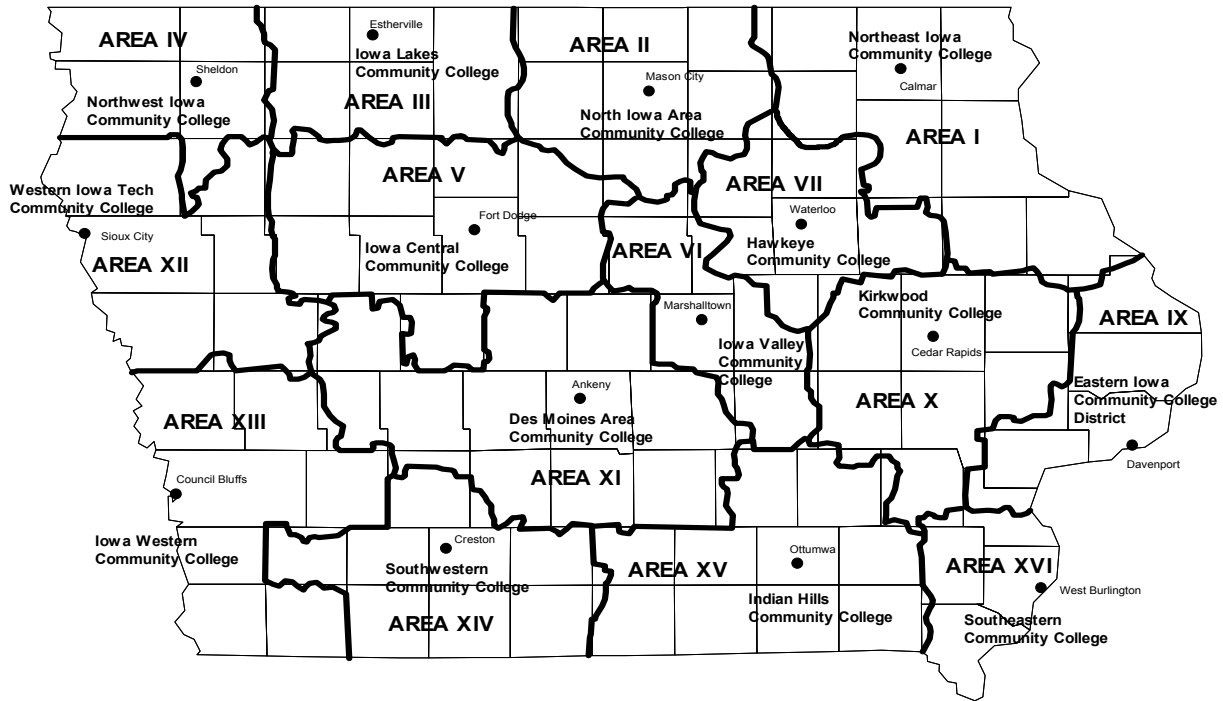 AREA IV
Sheldon
Northwest Iowa
Community College
Estherville
Iowa Lakes
Community College
AREA III
AREA II
Mason City
North Iowa Area
Community College
Northeast Iowa
Community College
Calmar
AREA I
Western Iowa Tech
Community College
Sioux City
AREA XII
AREA V
Fort Dodge
Iowa Central
Community College
AREA VI
AREA VII
Waterloo
Hawkeye
Community College
Marshalltown
Iowa Valley
Community
College
Kirkwood
Community College
Cedar Rapids
AREA X
AREA IX
Eastern Iowa
Community College
District
Davenport
AREA XIII
Council Bluffs
Iowa Western
Community College
Ankeny
Des Moines Area
Community College
AREA XI
Creston
Southwestern
Community College
AREA XIV
AREA XV
Ottumwa
Indian Hills
Community College
AREA XVI
West Burlington
Southeastern
Community College